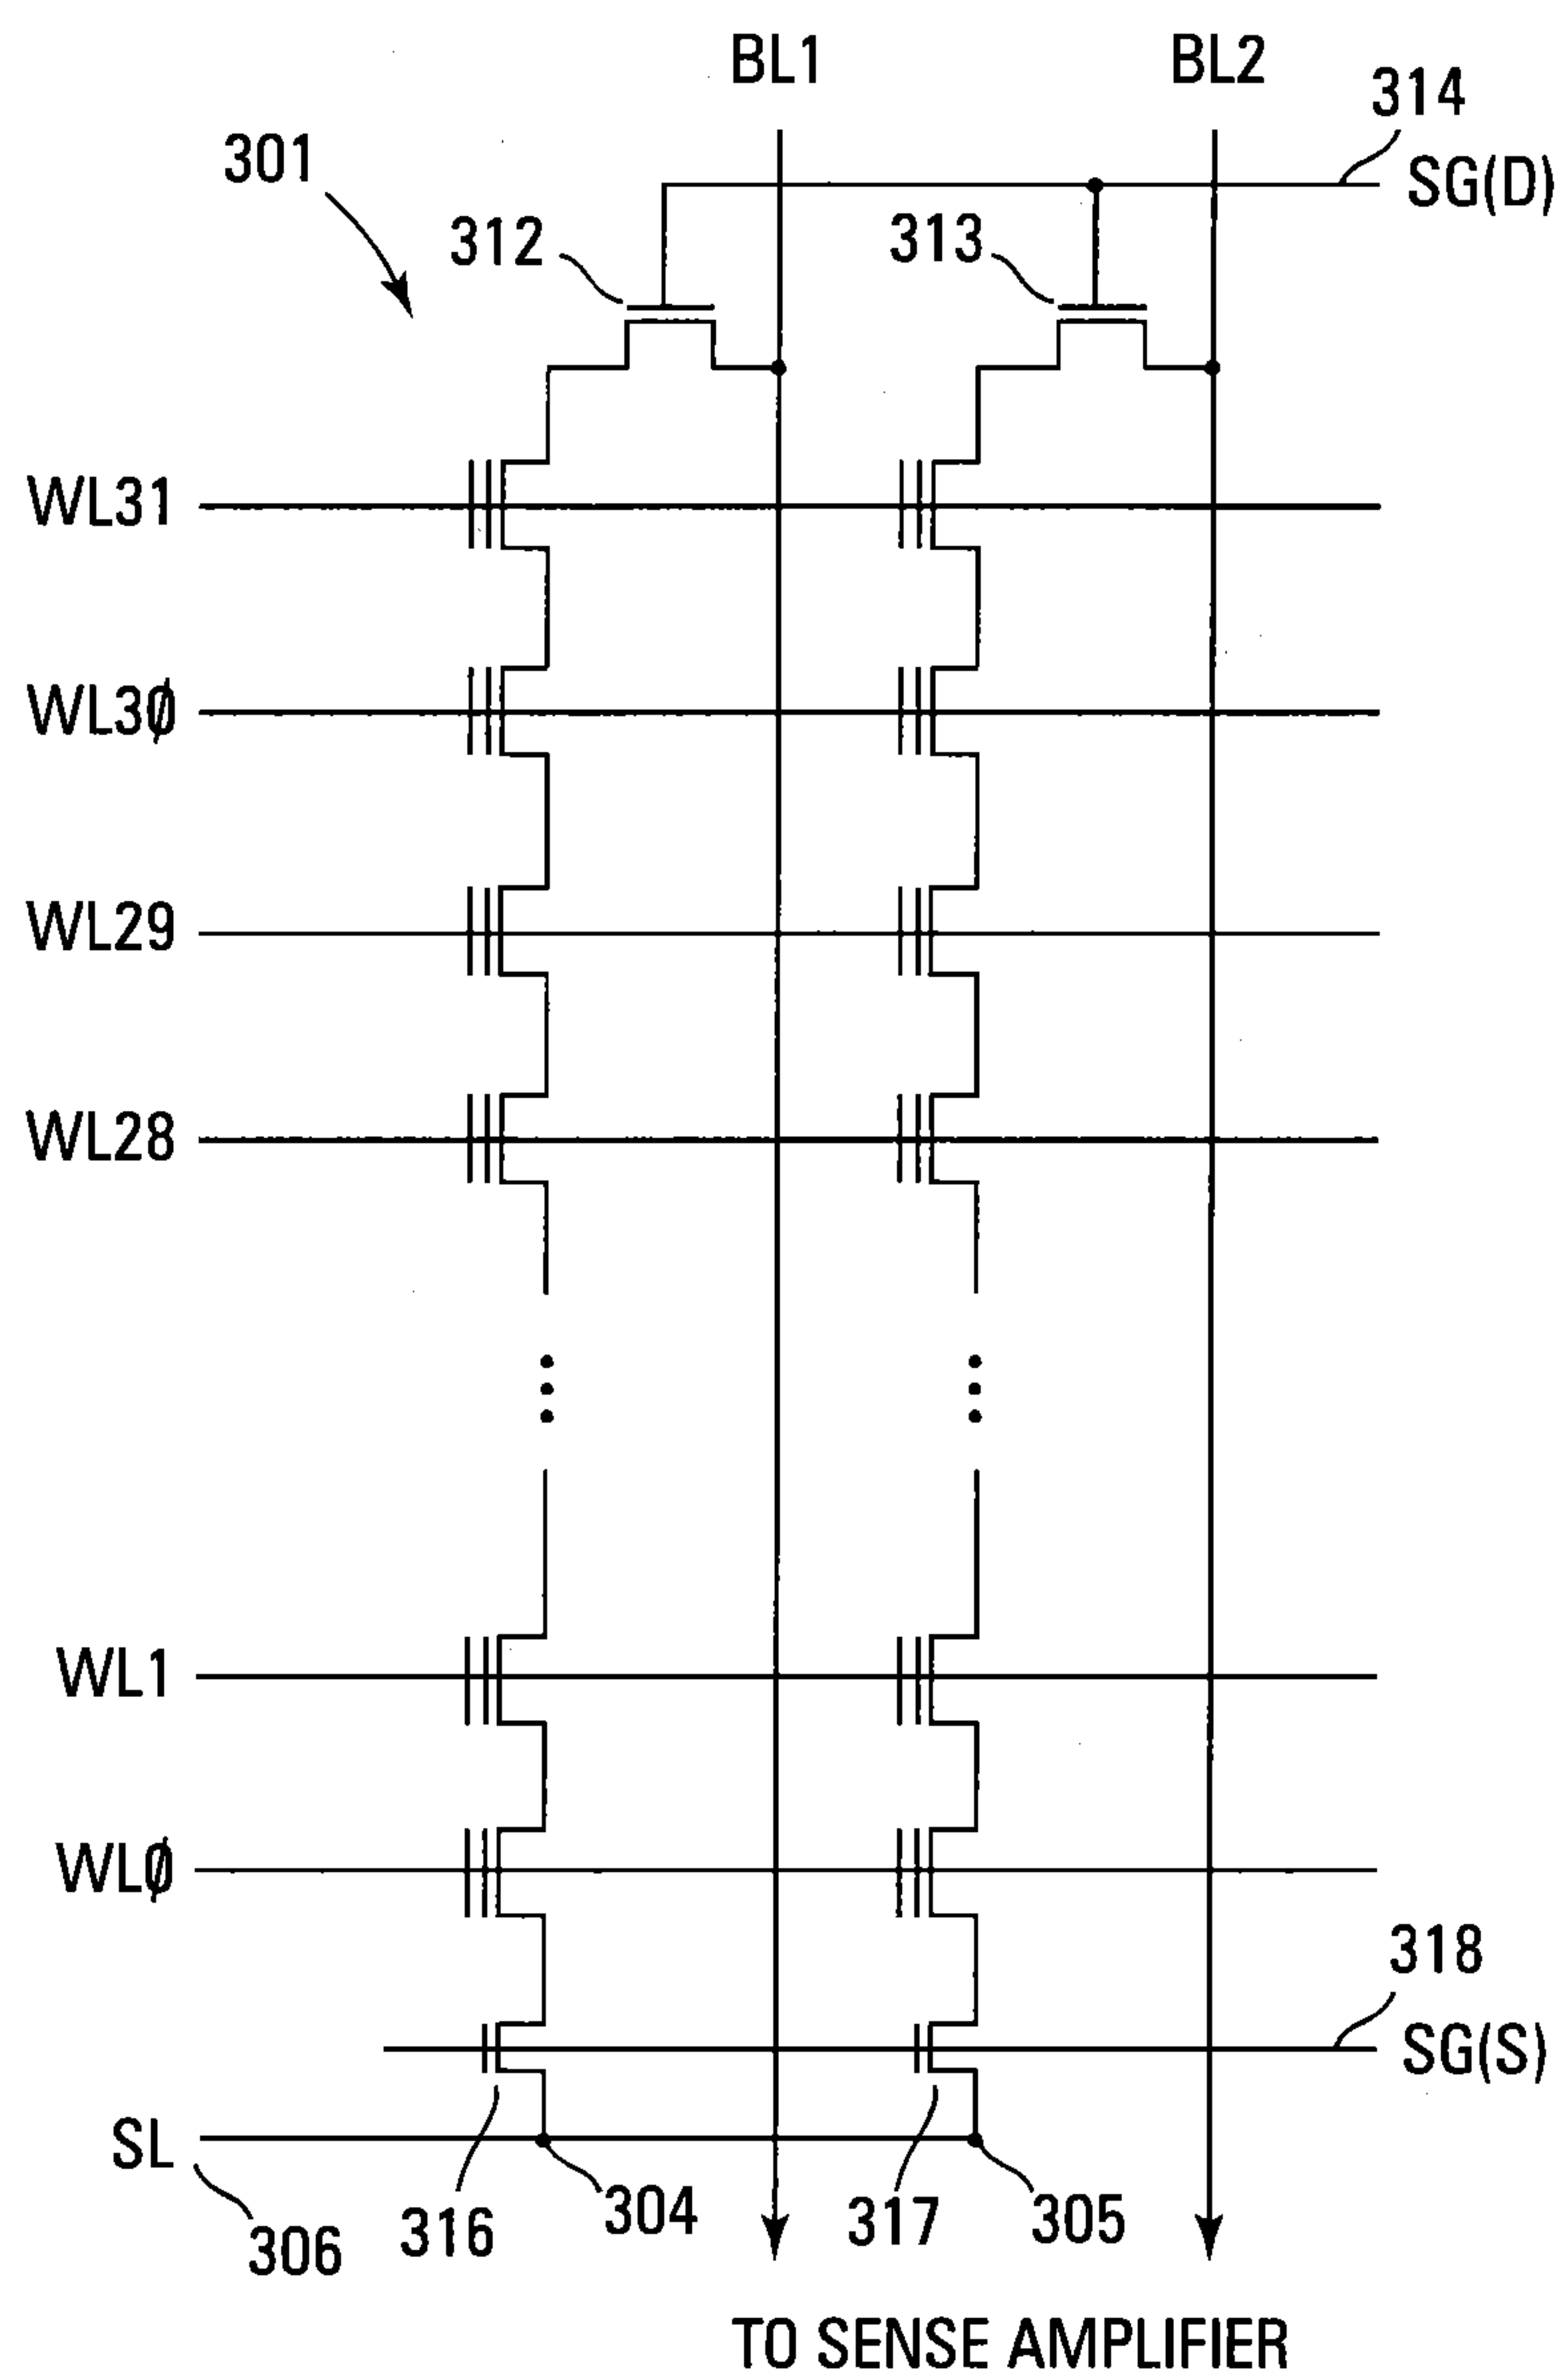 BL1
BL2
314
SG(D)
301
312
313
WL31
WL3Ø
WL29
WL28
WL1
WLØ
318
SG(S)
SL
306
316
304
317
305
TO SENSE AMPLIFIER